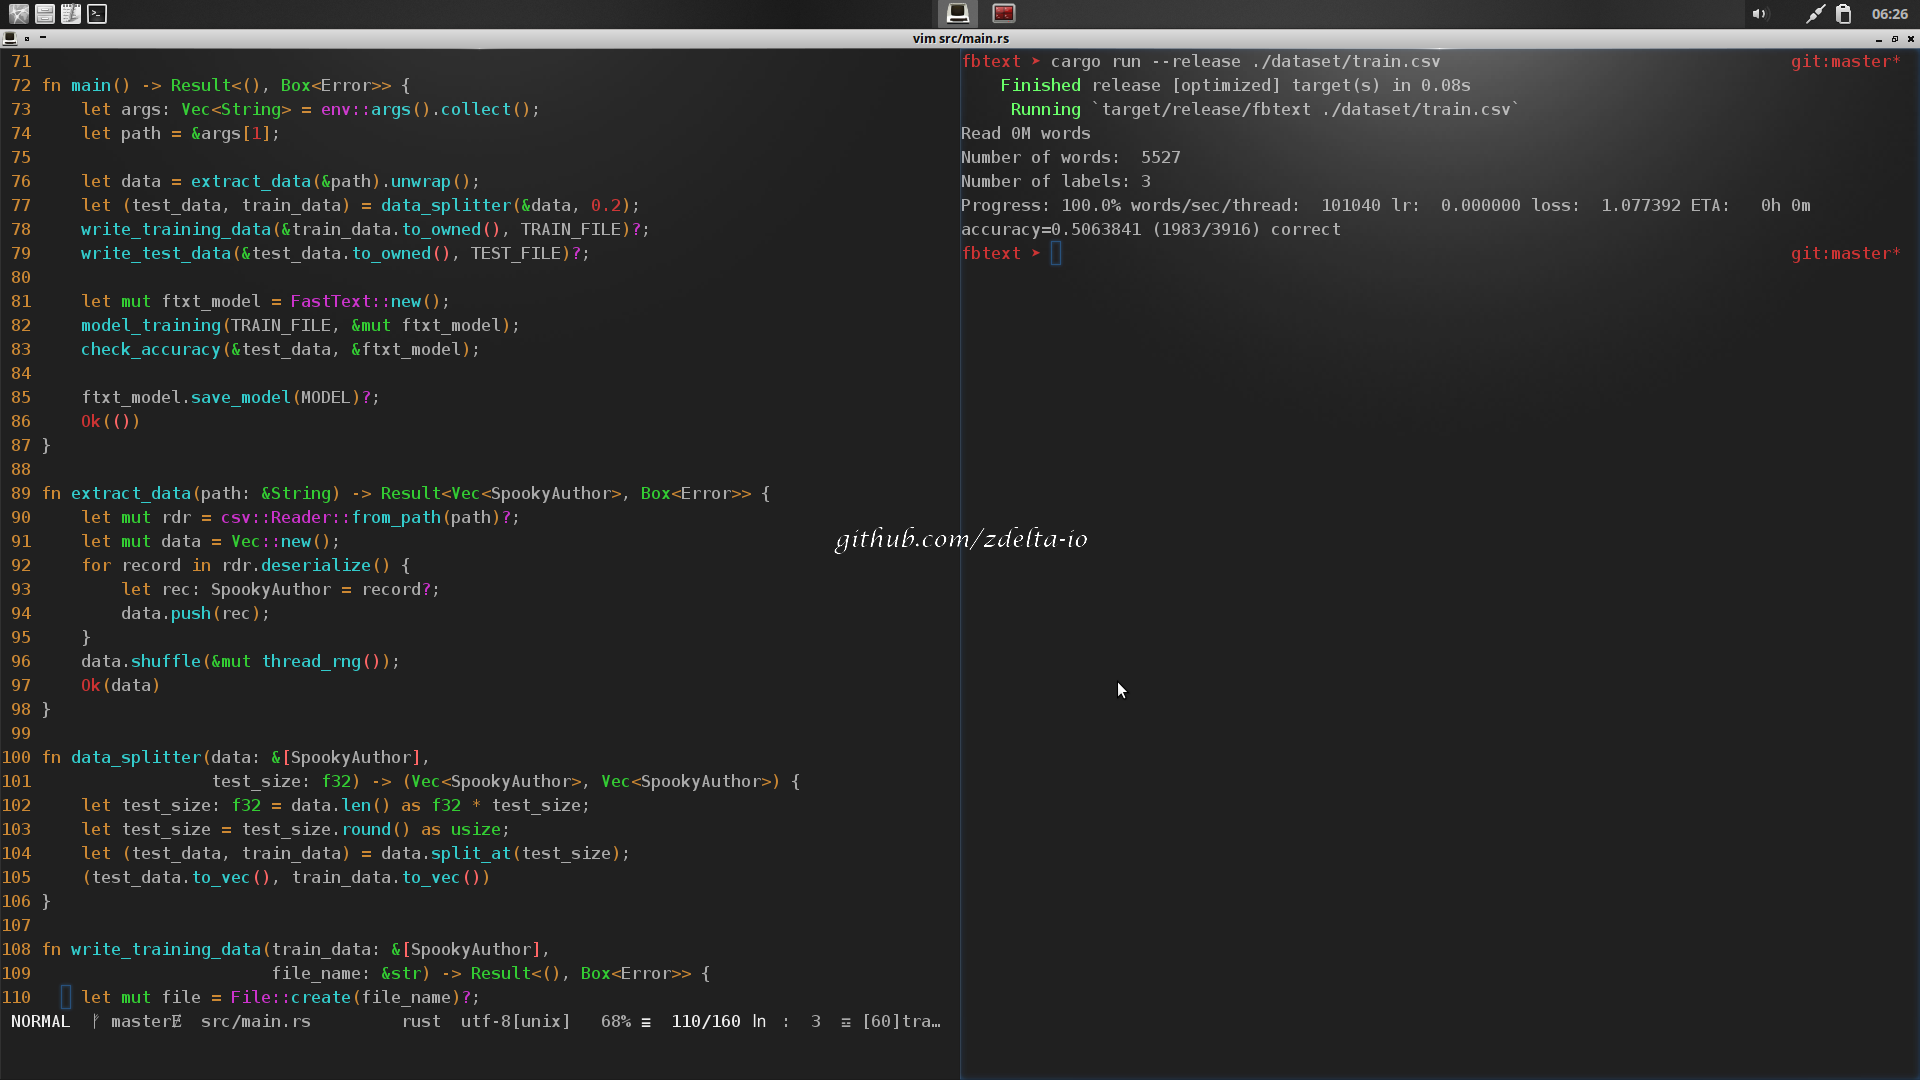 06:26
vim src/main.rs
71
72 fn main() -> Result<(), Box<Error>> {
73     let args: Vec<String> = env::args().collect();
74     let path = &args[1];
75
76     let data = extract_data(&path).unwrap();
77     let (test_data, train_data) = data_splitter(&data, 0.2);
78     write_training_data(&train_data.to_owned(), TRAIN_FILE)?;
79     write_test_data(&test_data.to_owned(), TEST_FILE)?;
80
81     let mut ftxt_model = FastText::new();
82     model_training(TRAIN_FILE, &mut ftxt_model);
83     check_accuracy(&test_data, &ftxt_model);
84
85     ftxt_model.save_model(MODEL)?;
86     Ok(())
87 }
88
89 fn extract_data(path: &String) -> Result<Vec<SpookyAuthor>, Box<Error>> {
90     let mut rdr = csv::Reader::from_path(path)?;
91     let mut data = Vec::new();
92     for record in rdr.deserialize() {
93         let rec: SpookyAuthor = record?;
94         data.push(rec);
95     }
96     data.shuffle(&mut thread_rng());
97     Ok(data)
98 }
99
100 fn data_splitter(data: &[SpookyAuthor],
101                  test_size: f32) -> (Vec<SpookyAuthor>, Vec<SpookyAuthor>) {
102     let test_size: f32 = data.len() as f32 * test_size;
103     let test_size = test_size.round() as usize;
104     let (test_data, train_data) = data.split_at(test_size);
105     (test_data.to_vec(), train_data.to_vec())
106 }
107
108 fn write_training_data(train_data: &[SpookyAuthor],
109                        file_name: &str) -> Result<(), Box<Error>> {
110     let mut file = File::create(file_name)?;
NORMAL master src/main.rs rust utf-8[unix] 68% ≡ 110/160 ln : 3 [60]tra…
fbtext ➤ cargo run --release ./dataset/train.csv git:master*
    Finished release [optimized] target(s) in 0.08s
     Running `target/release/fbtext ./dataset/train.csv`
Read 0M words
Number of words:  5527
Number of labels: 3
Progress: 100.0% words/sec/thread:  101040 lr:  0.000000 loss:  1.077392 ETA:   0h 0m
accuracy=0.5063841 (1983/3916) correct
fbtext ➤ git:master*
github.com/zdelta-io